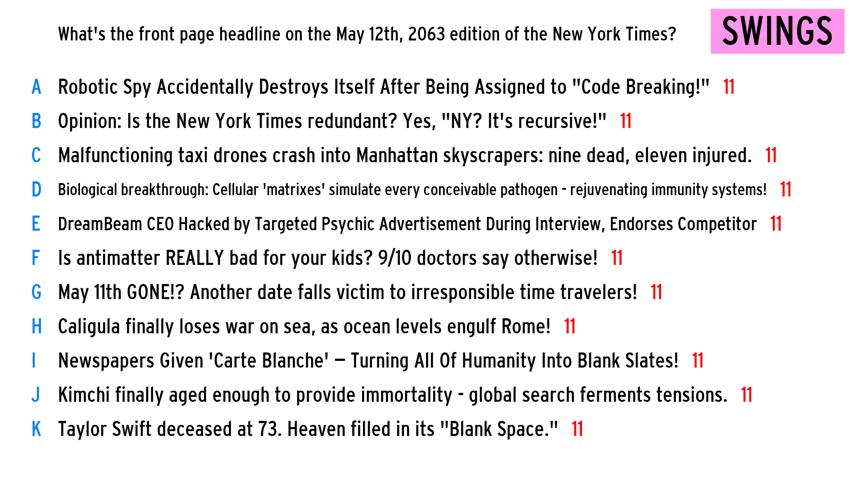 What's the front page headline on the May 12th, 2063 edition of the New York Times? SWINGS
A Robotic Spy Accidentally Destroys Itself After Being Assigned to "Code Breaking!" 11
B Opinion: Is the New York Times redundant? Yes, "NY? It's recursive!" 11
C Malfunctioning taxi drones crash into Manhattan skyscrapers: nine dead, eleven injured. 11
D Biological breakthrough: Cellular 'matrixes' simulate every conceivable pathogen - rejuvenating immunity systems! 11
E DreamBeam CEO Hacked by Targeted Psychic Advertisement During Interview, Endorses Competitor 11
F Is antimatter REALLY bad for your kids? 9/10 doctors say otherwise! 11
G May 11th GONE!? Another date falls victim to irresponsible time travelers! 11
H Caligula finally loses war on sea, as ocean levels engulf Rome! 11
I Newspapers Given 'Carte Blanche' – Turning All Of Humanity Into Blank Slates! 11
J Kimchi finally aged enough to provide immortality - global search ferments tensions. 11
K Taylor Swift deceased at 73. Heaven filled in its "Blank Space." 11